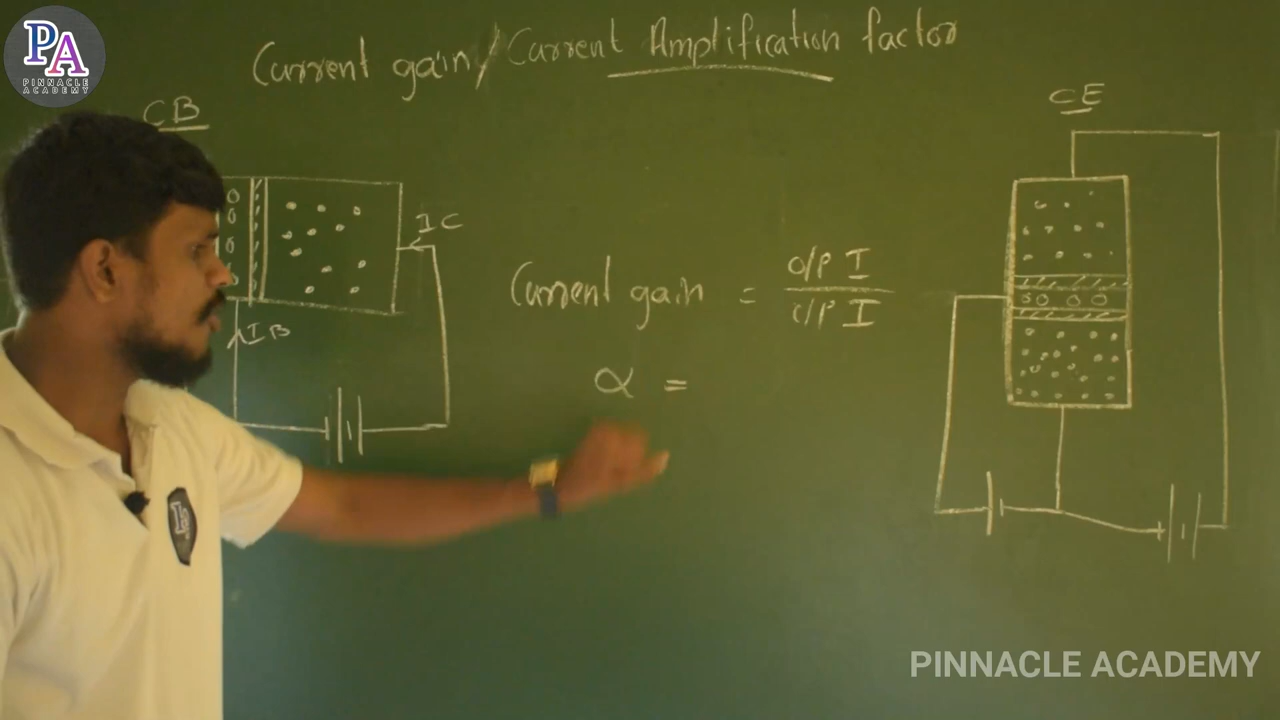 PA
PINNACLE
ACADEMY
Current gain / Current Amplification factor
CB
CE
IC
IB
Current gain = O/P I
i/P I
α =
PINNACLE ACADEMY